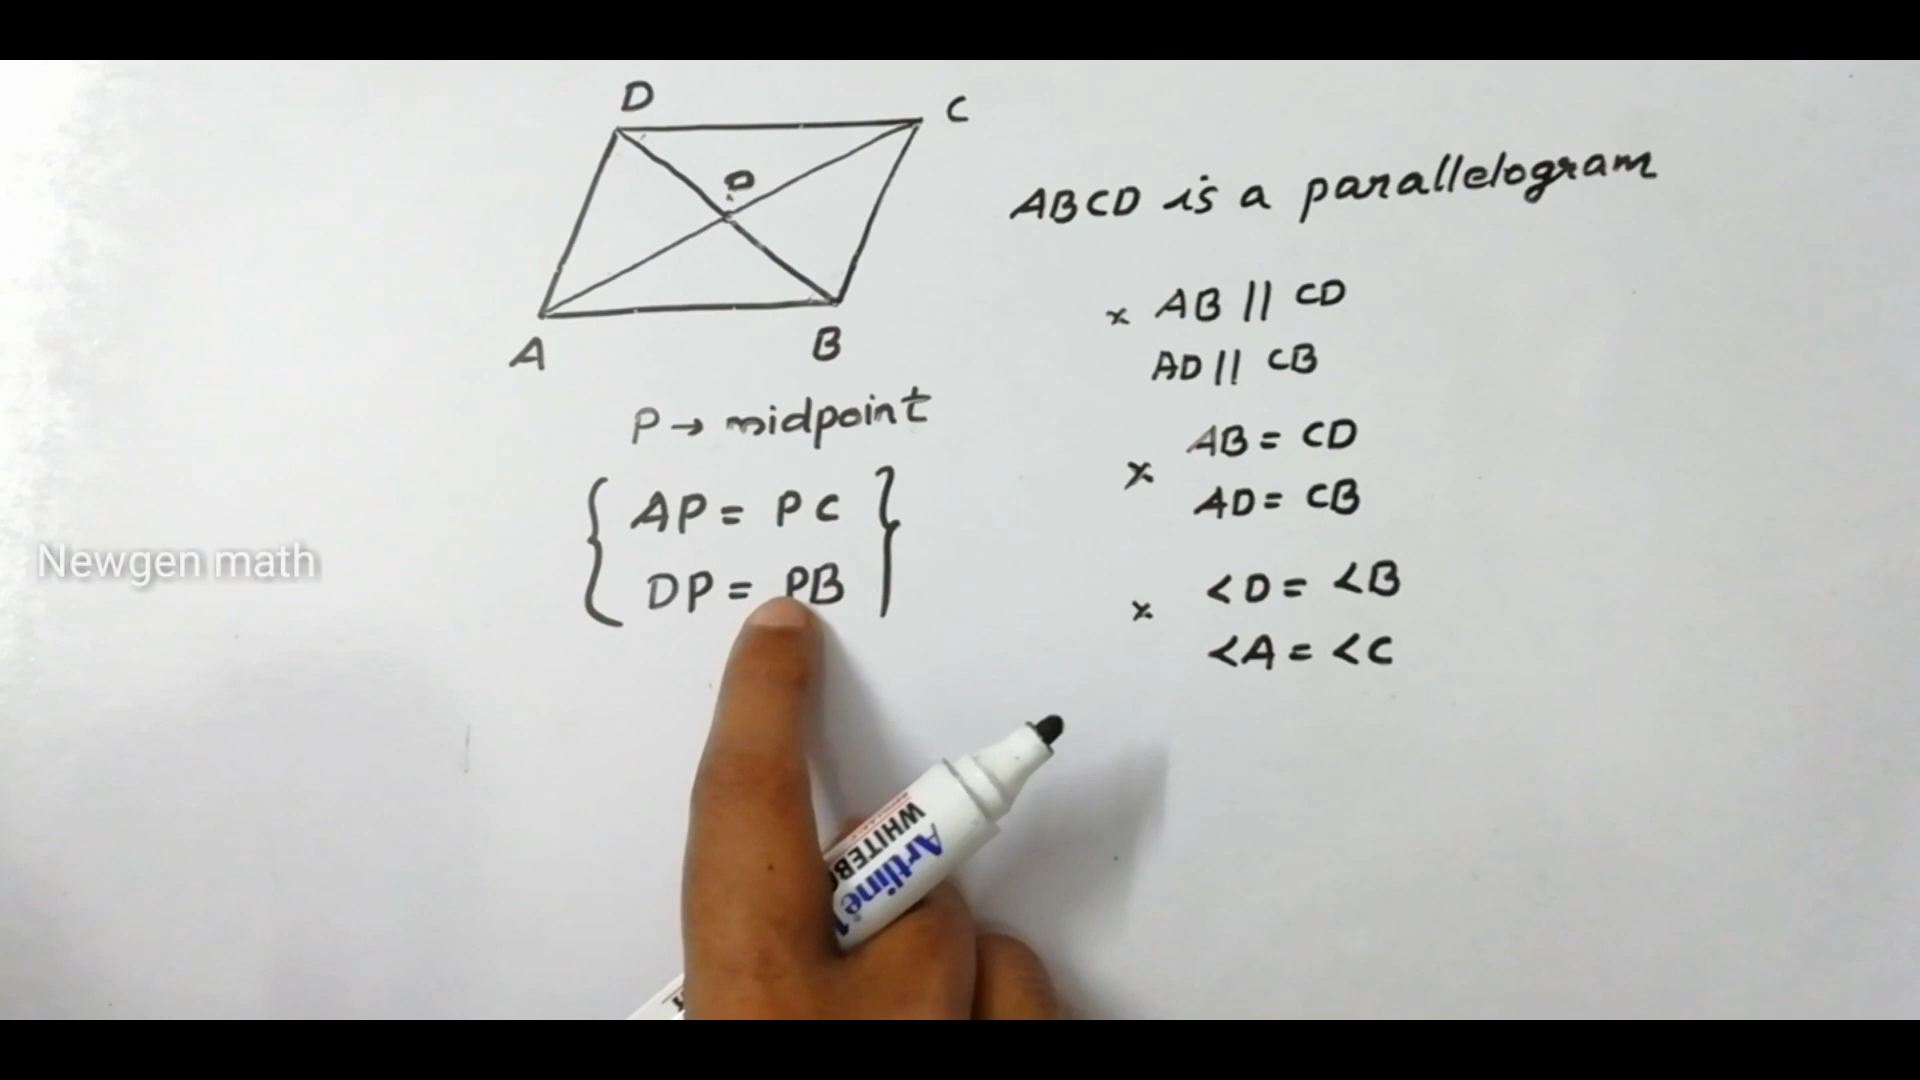 D
C
P
A
B
P → midpoint
{ AP = PC }
DP = PB
ABCD is a parallelogram
x AB || CD
AD || CB
x AB = CD
AD = CB
x <D = <B
<A = <C
Newgen math
Artline
WHITEB